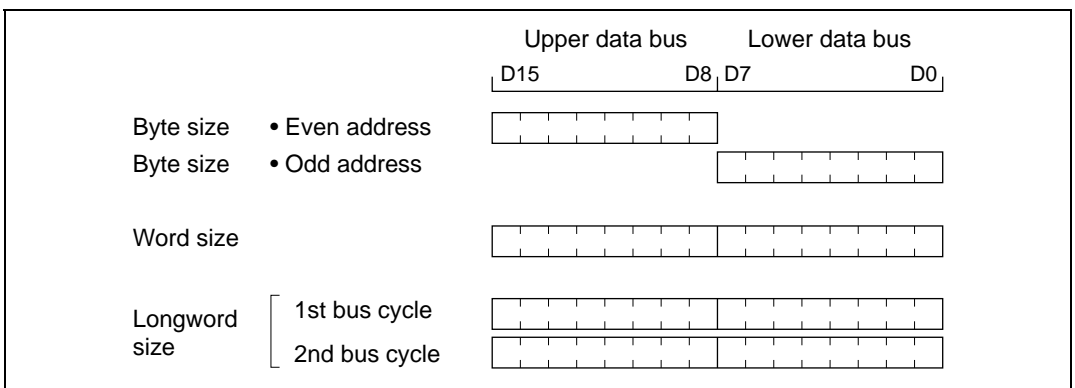 Upper data bus Lower data bus
D15 D8 D7 D0
Byte size • Even address
Byte size • Odd address
Word size
Longword size
1st bus cycle
2nd bus cycle